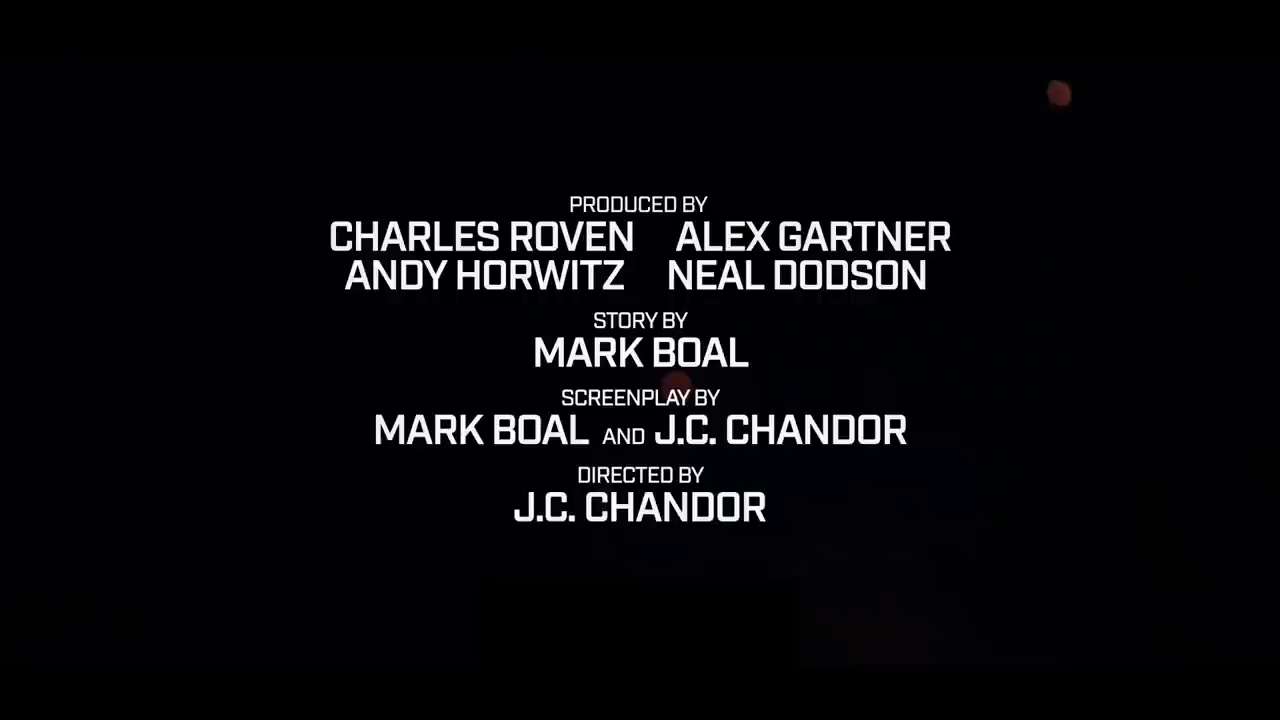 PRODUCED BY
CHARLES ROVEN ALEX GARTNER
ANDY HORWITZ NEAL DODSON
STORY BY
MARK BOAL
SCREENPLAY BY
MARK BOAL AND J.C. CHANDOR
DIRECTED BY
J.C. CHANDOR